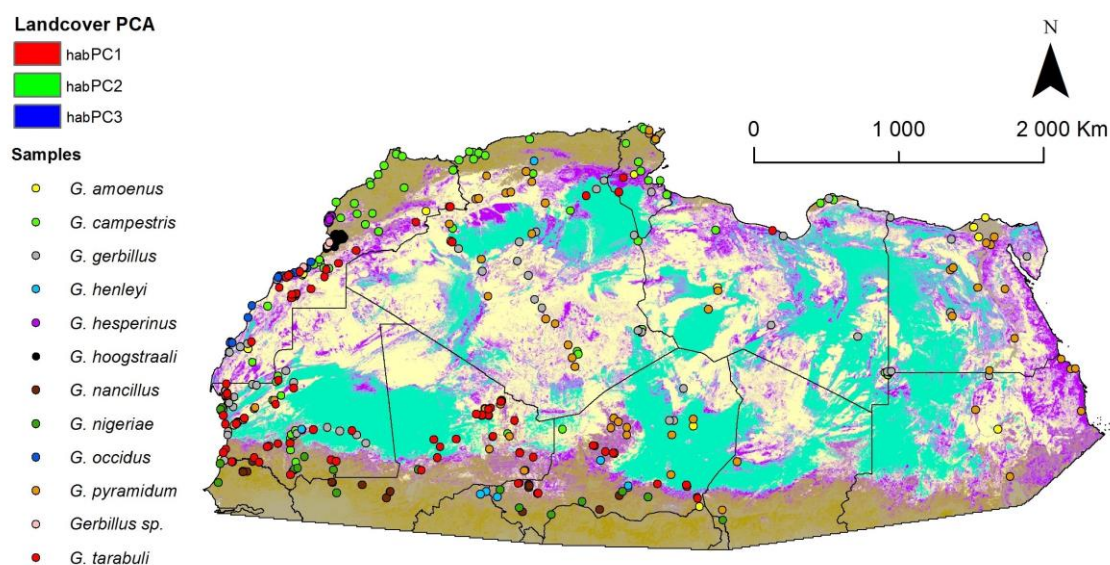 Landcover PCA
habPC1
habPC2
habPC3
Samples
G. amoenus
G. campestris
G. gerbillus
G. henleyi
G. hesperinus
G. hoogstraali
G. nancillus
G. nigeriae
G. occidus
G. pyramidum
Gerbillus sp.
G. tarabuli
N
0 1 000 2 000 Km